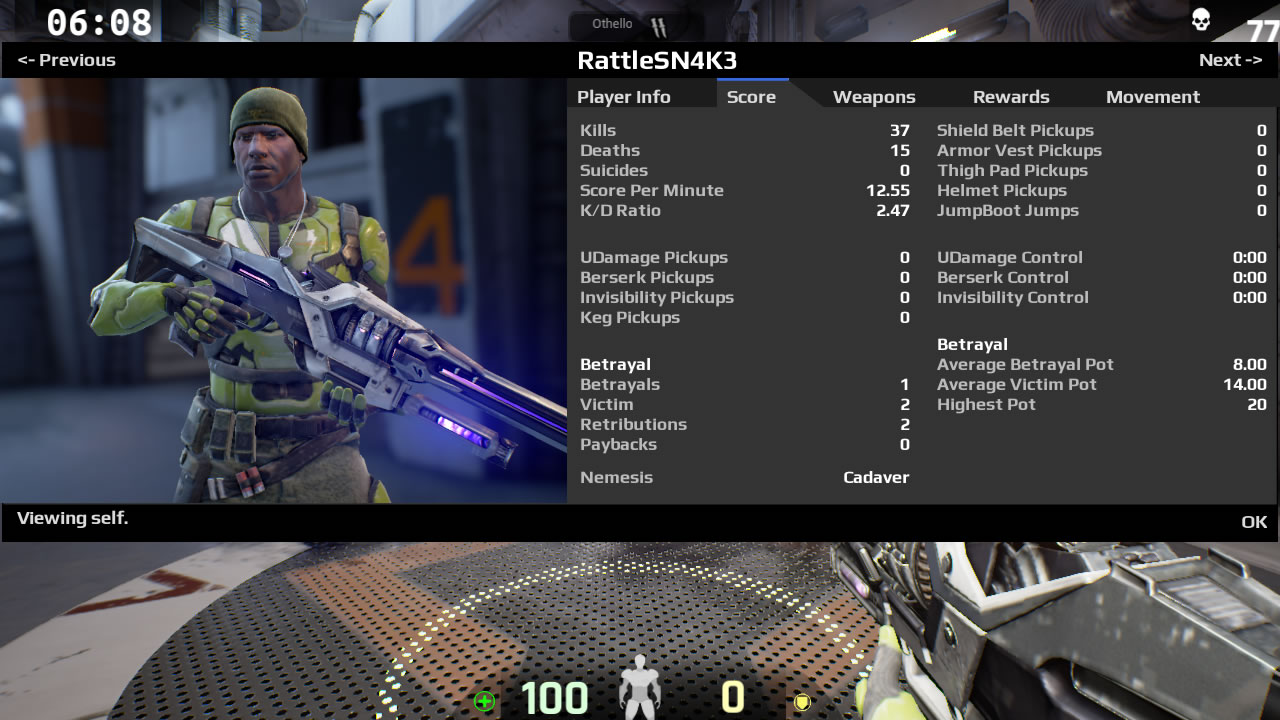 06:08
Othello
77
<- Previous
RattleSN4K3
Next ->
Player Info Score Weapons Rewards Movement
Kills 37
Deaths 15
Suicides 0
Score Per Minute 12.55
K/D Ratio 2.47
Shield Belt Pickups 0
Armor Vest Pickups 0
Thigh Pad Pickups 0
Helmet Pickups 0
JumpBoot Jumps 0
UDamage Pickups 0
Berserk Pickups 0
Invisibility Pickups 0
Keg Pickups 0
UDamage Control 0:00
Berserk Control 0:00
Invisibility Control 0:00
Betrayal
Betrayals 1
Victim 2
Retributions 2
Paybacks 0
Betrayal
Average Betrayal Pot 8.00
Average Victim Pot 14.00
Highest Pot 20
Nemesis Cadaver
4
Viewing self.
OK
100
0